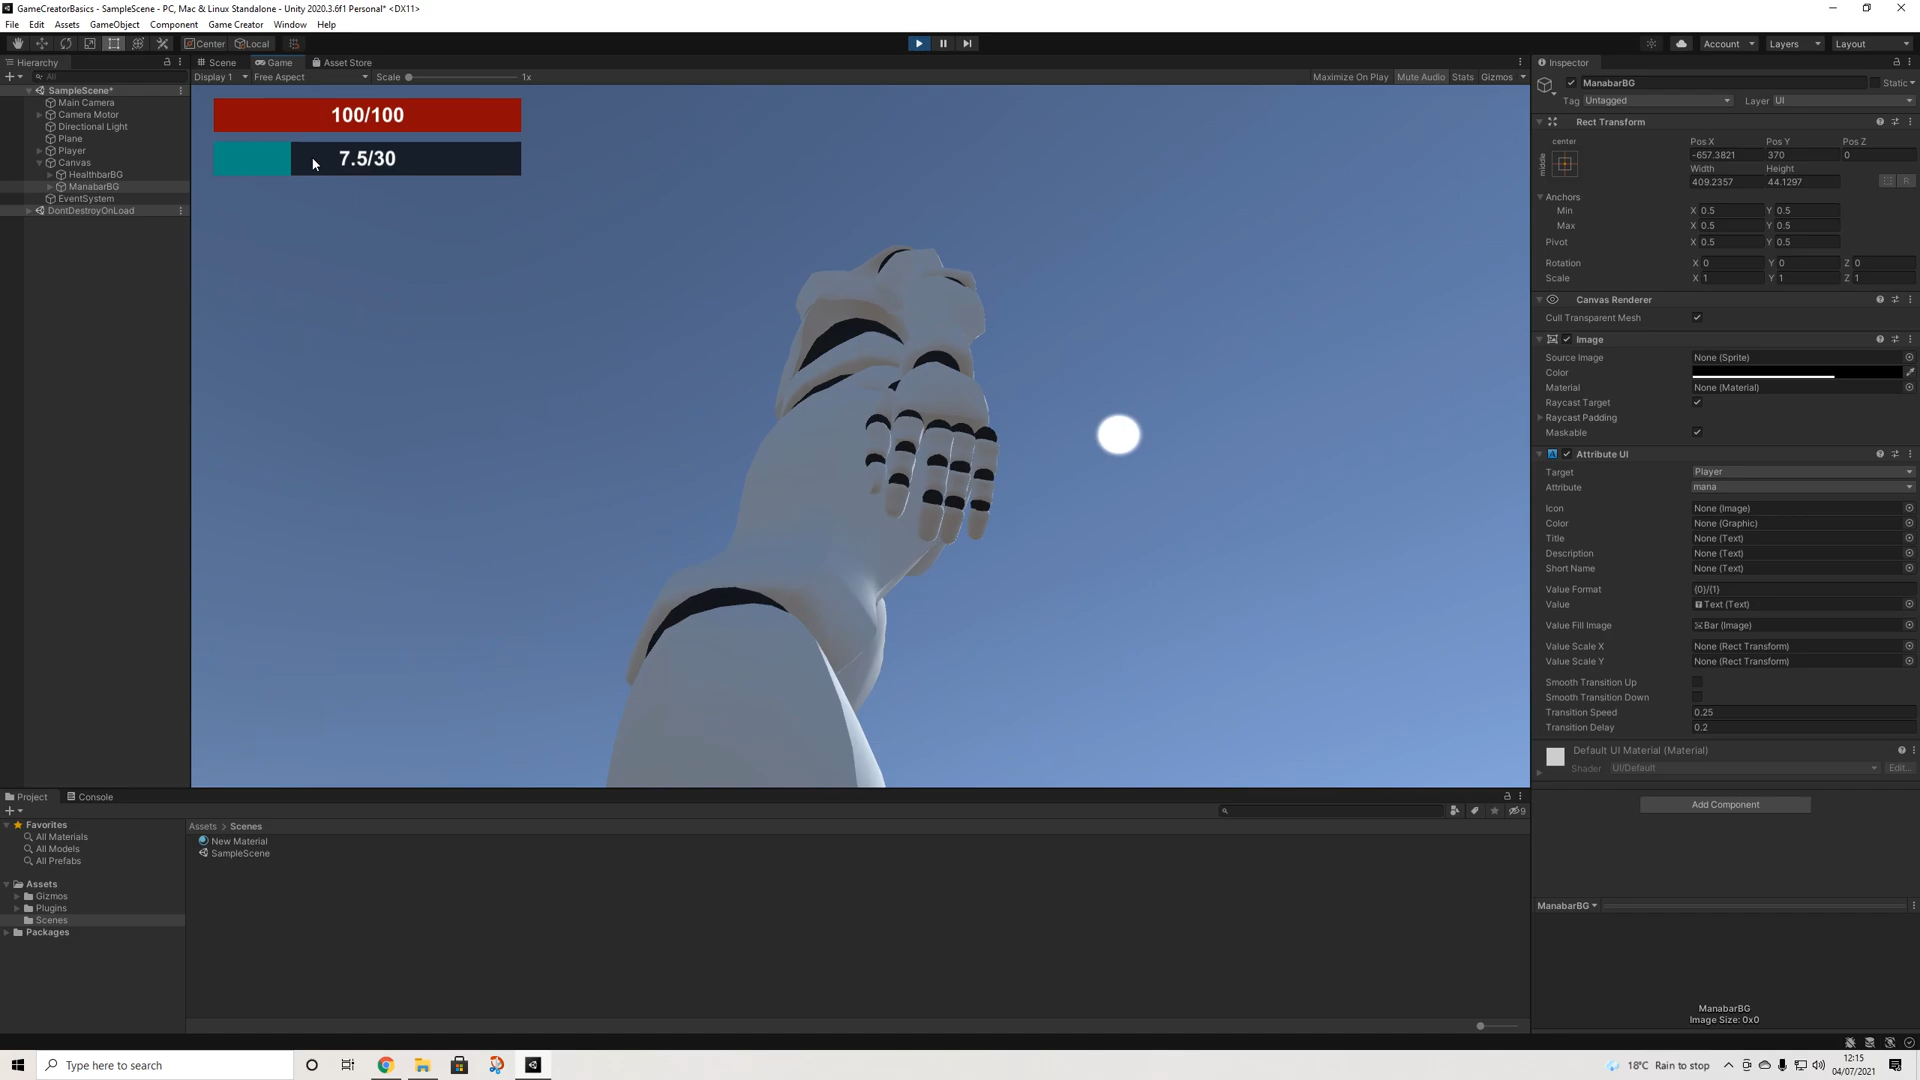 GameCreatorBasics - SampleScene - PC, Mac & Linux Standalone - Unity 2020.3.6f1 Personal* <DX11>
File Edit Assets GameObject Component Game Creator Window Help
Center Local Account Layers Layout
Hierarchy
All
SampleScene*
Main Camera
Camera Motor
Directional Light
Plane
Player
Canvas
HealthbarBG
ManabarBG
EventSystem
DontDestroyOnLoad
Scene Game Asset Store
Display 1 Free Aspect Scale 1x Maximize On Play Mute Audio Stats Gizmos
100/100
7.5/30
Inspector
ManabarBG Static
Tag Untagged Layer UI
Rect Transform
center Pos X Pos Y Pos Z
middle -657.3821 370 0
Width Height
409.2357 44.1297 R
Anchors
Min X 0.5 Y 0.5
Max X 0.5 Y 0.5
Pivot X 0.5 Y 0.5
Rotation X 0 Y 0 Z 0
Scale X 1 Y 1 Z 1
Canvas Renderer
Cull Transparent Mesh
Image
Source Image None (Sprite)
Color
Material None (Material)
Raycast Target
Raycast Padding
Maskable
Attribute UI
Target Player
Attribute mana
Icon None (Image)
Color None (Graphic)
Title None (Text)
Description None (Text)
Short Name None (Text)
Value Format {0}/{1}
Value Text (Text)
Value Fill Image Bar (Image)
Value Scale X None (Rect Transform)
Value Scale Y None (Rect Transform)
Smooth Transition Up
Smooth Transition Down
Transition Speed 0.25
Transition Delay 0.2
Default UI Material (Material)
Shader UI/Default Edit...
Add Component
ManabarBG
ManabarBG
Image Size: 0x0
Project Console
9
Favorites
All Materials
All Models
All Prefabs
Assets
Gizmos
Plugins
Scenes
Packages
Assets > Scenes
New Material
SampleScene
Type here to search
18°C Rain to stop
12:15
04/07/2021